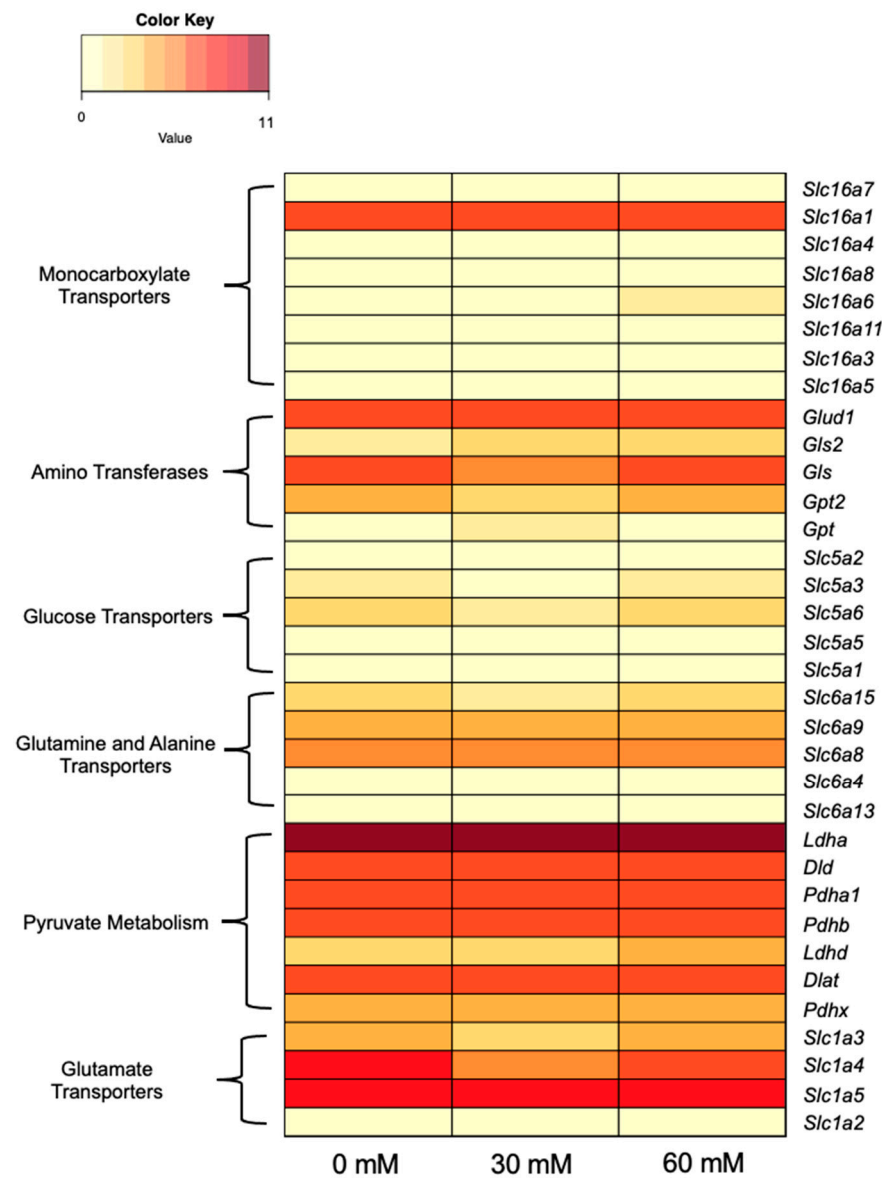 Color Key
0
11
Value
Slc16a7
Slc16a1
Slc16a4
Monocarboxylate
Transporters
Slc16a8
Slc16a6
Slc16a11
Slc16a3
Slc16a5
Glud1
Gls2
Amino Transferases
Gls
Gpt2
Gpt
Slc5a2
Slc5a3
Glucose Transporters
Slc5a6
Slc5a5
Slc5a1
Slc6a15
Slc6a9
Glutamine and Alanine
Transporters
Slc6a8
Slc6a4
Slc6a13
Ldha
Dld
Pdha1
Pyruvate Metabolism
Pdhb
Ldhd
Dlat
Pdhx
Slc1a3
Glutamate
Transporters
Slc1a4
Slc1a5
Slc1a2
0 mM
30 mM
60 mM